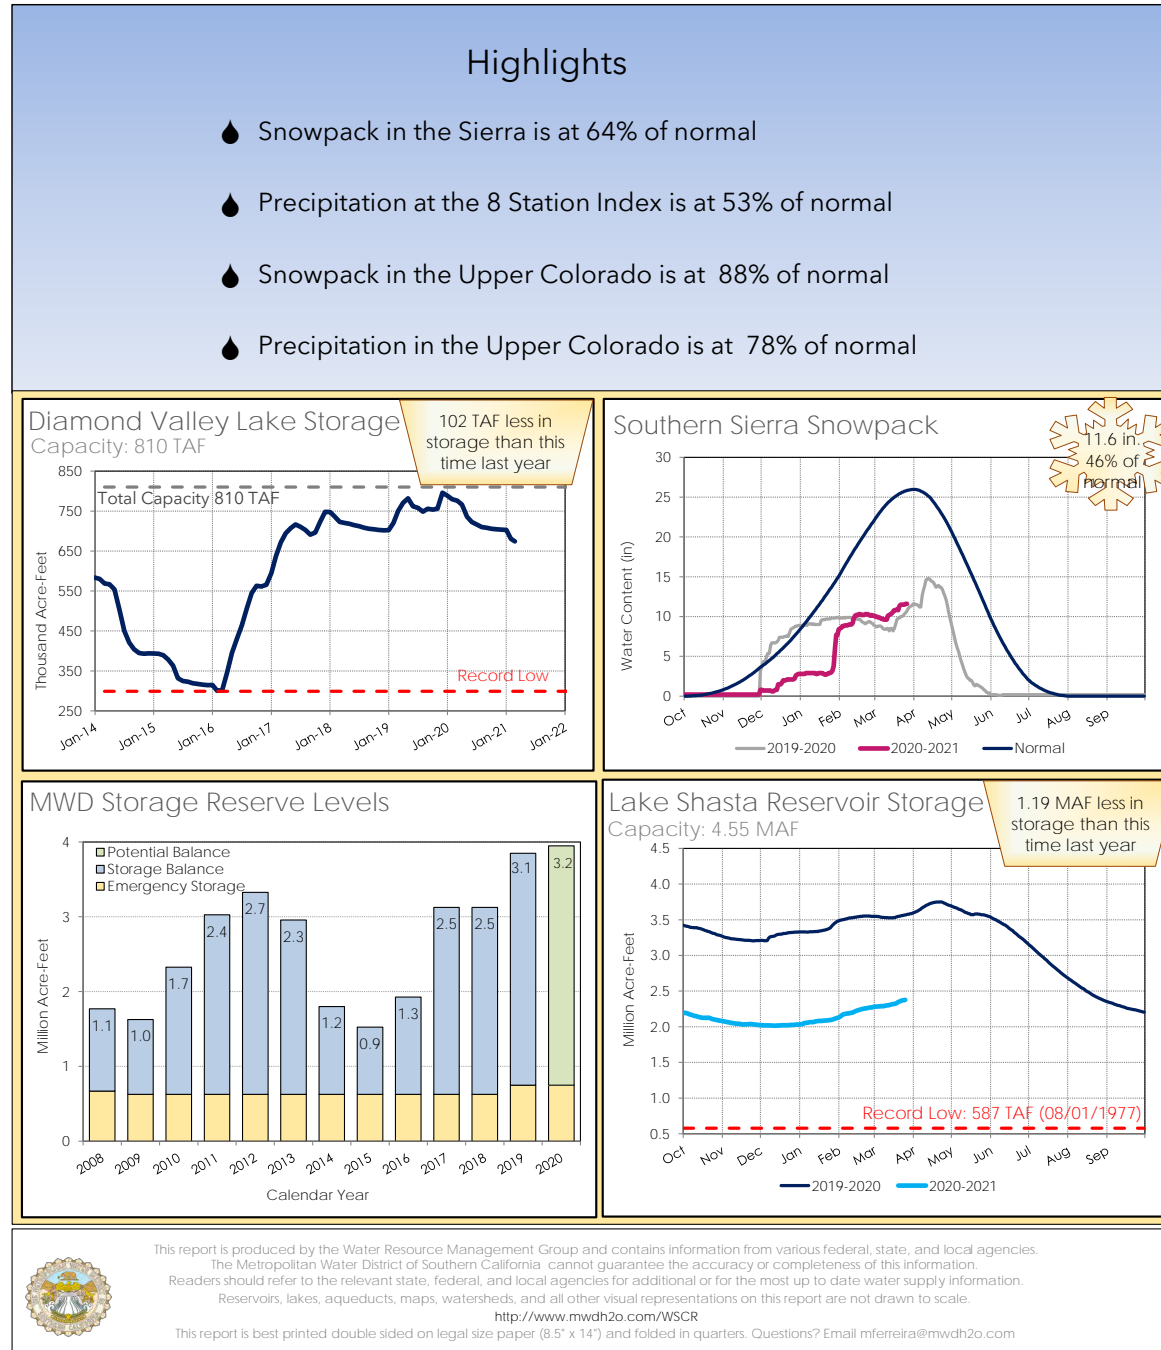 Highlights
Snowpack in the Sierra is at 64% of normal
Precipitation at the 8 Station Index is at 53% of normal
Snowpack in the Upper Colorado is at 88% of normal
Precipitation in the Upper Colorado is at 78% of normal
Diamond Valley Lake Storage
Capacity: 810 TAF
102 TAF less in
storage than this
time last year
850
750
650
550
450
350
250
Thousand Acre-Feet
Total Capacity 810 TAF
Record Low
Jan-14
Jan-15
Jan-16
Jan-17
Jan-18
Jan-19
Jan-20
Jan-21
Jan-22
Southern Sierra Snowpack
11.6 in.
46% of
normal
30
25
20
15
10
5
0
Water Content (in)
Oct
Nov
Dec
Jan
Feb
Mar
Apr
May
Jun
Jul
Aug
Sep
2019-2020
2020-2021
Normal
MWD Storage Reserve Levels
4
3
2
1
0
Million Acre-Feet
Potential Balance
Storage Balance
Emergency Storage
1.1
1.0
1.7
2.4
2.7
2.3
1.2
0.9
1.3
2.5
2.5
3.1
3.2
2008
2009
2010
2011
2012
2013
2014
2015
2016
2017
2018
2019
2020
Calendar Year
Lake Shasta Reservoir Storage
Capacity: 4.55 MAF
1.19 MAF less in
storage than this
time last year
4.5
4.0
3.5
3.0
2.5
2.0
1.5
1.0
0.5
Million Acre-Feet
Record Low: 587 TAF (08/01/1977)
Oct
Nov
Dec
Jan
Feb
Mar
Apr
May
Jun
Jul
Aug
Sep
2019-2020
2020-2021
This report is produced by the Water Resource Management Group and contains information from various federal, state, and local agencies.
The Metropolitan Water District of Southern California cannot guarantee the accuracy or completeness of this information.
Readers should refer to the relevant state, federal, and local agencies for additional or for the most up to date water supply information.
Reservoirs, lakes, aqueducts, maps, watersheds, and all other visual representations on this report are not drawn to scale.
http://www.mwdh2o.com/WSCR
This report is best printed double sided on legal size paper (8.5" x 14") and folded in quarters. Questions? Email mferreira@mwdh2o.com